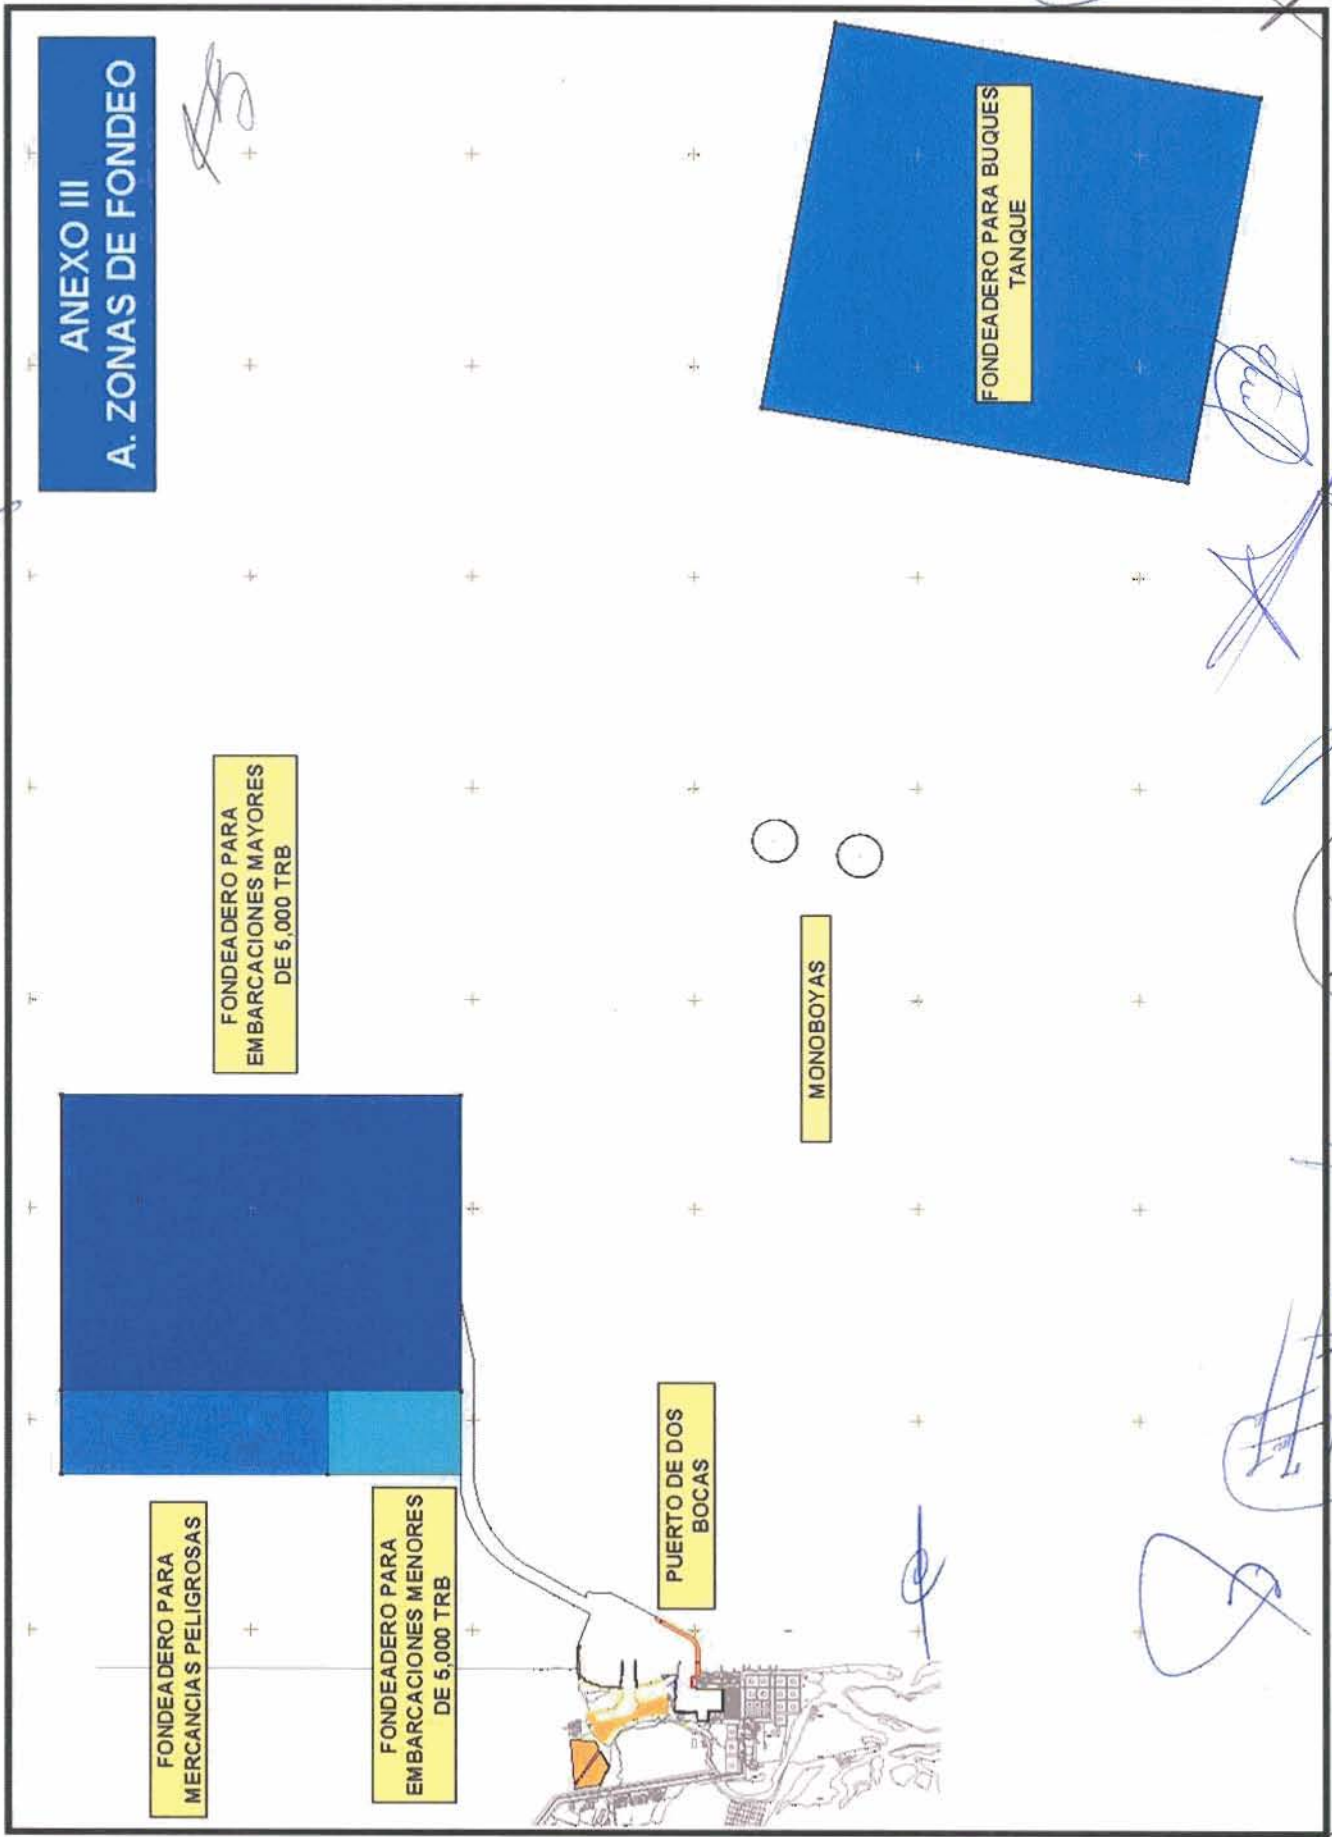 ANEXO III
A. ZONAS DE FONDEO
FONDEADERO PARA
MERCANCIAS PELIGROSAS
FONDEADERO PARA
EMBARCACIONES MAYORES
DE 5,000 TRB
FONDEADERO PARA
EMBARCACIONES MENORES
DE 5,000 TRB
PUERTO DE DOS
BOCAS
MONOBOYAS
FONDEADERO PARA BUQUES
TANQUE